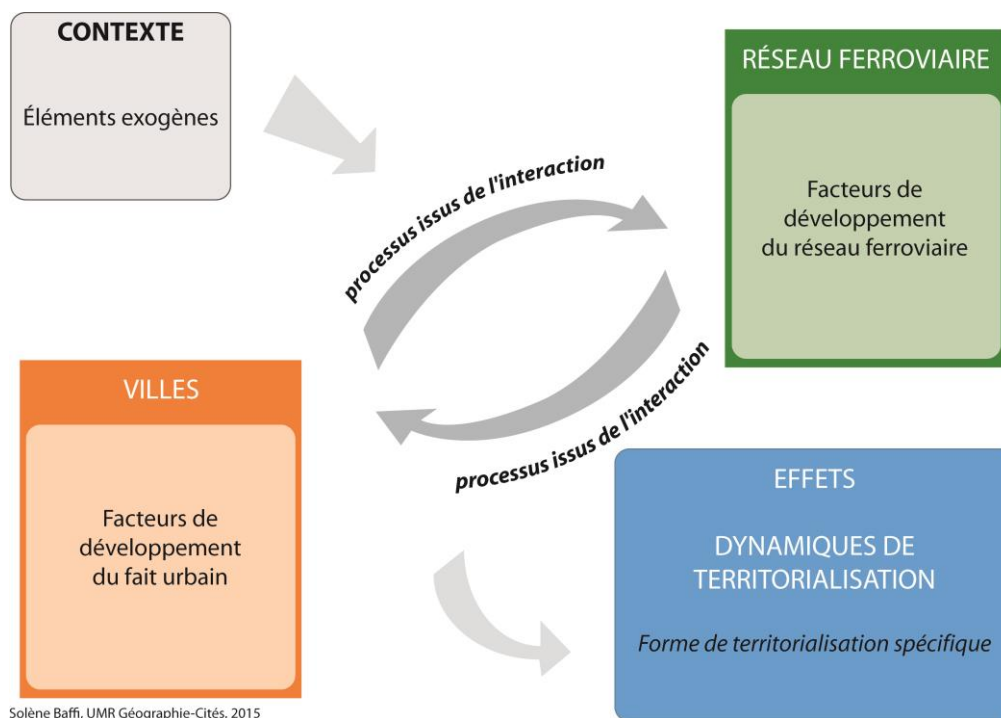 CONTEXTE
Éléments exogènes
RÉSEAU FERROVIAIRE
Facteurs de
développement
du réseau ferroviaire
processus issus de l'interaction
processus issus de l'interaction
VILLES
Facteurs de
développement
du fait urbain
EFFETS
DYNAMIQUES DE
TERRITORIALISATION
Forme de territorialisation spécifique
Solène Baffi, UMR Géographie-Cités, 2015